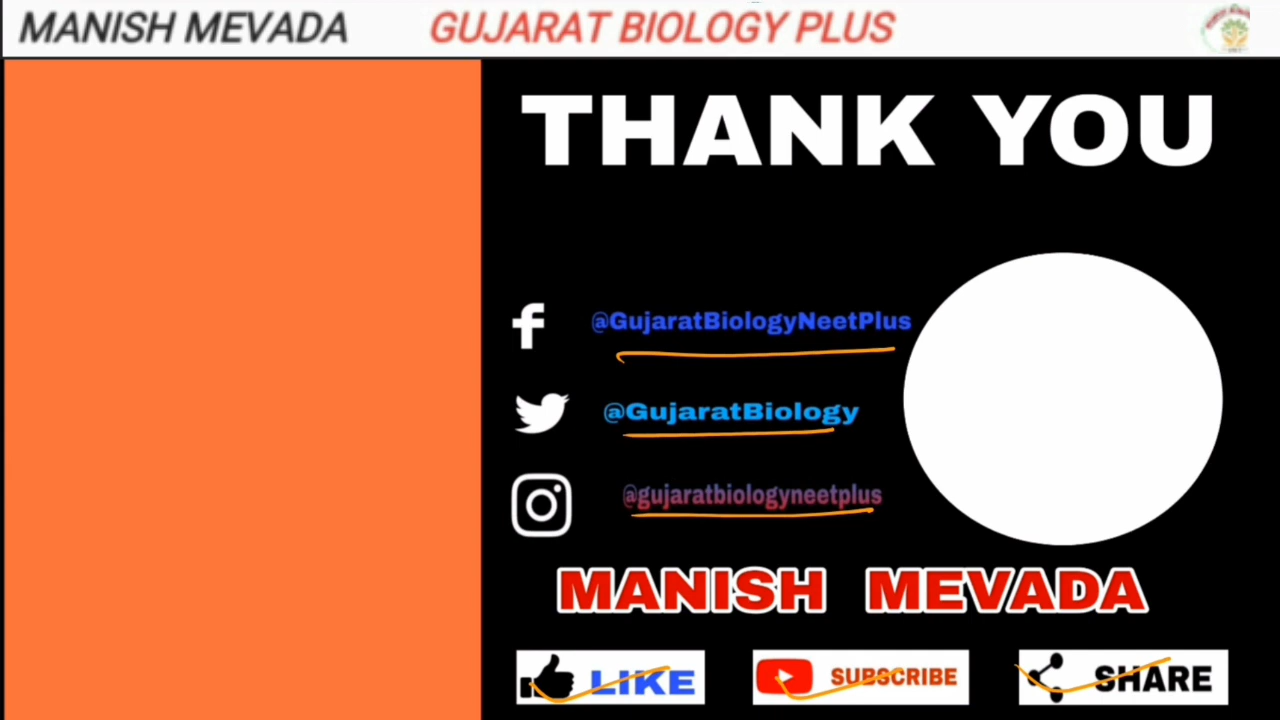 MANISH MEVADA GUJARAT BIOLOGY PLUS
THANK YOU
@GujaratBiologyNeetPlus
@GujaratBiology
@gujaratbiologyneetplus
MANISH MEVADA
LIKE SUBSCRIBE SHARE